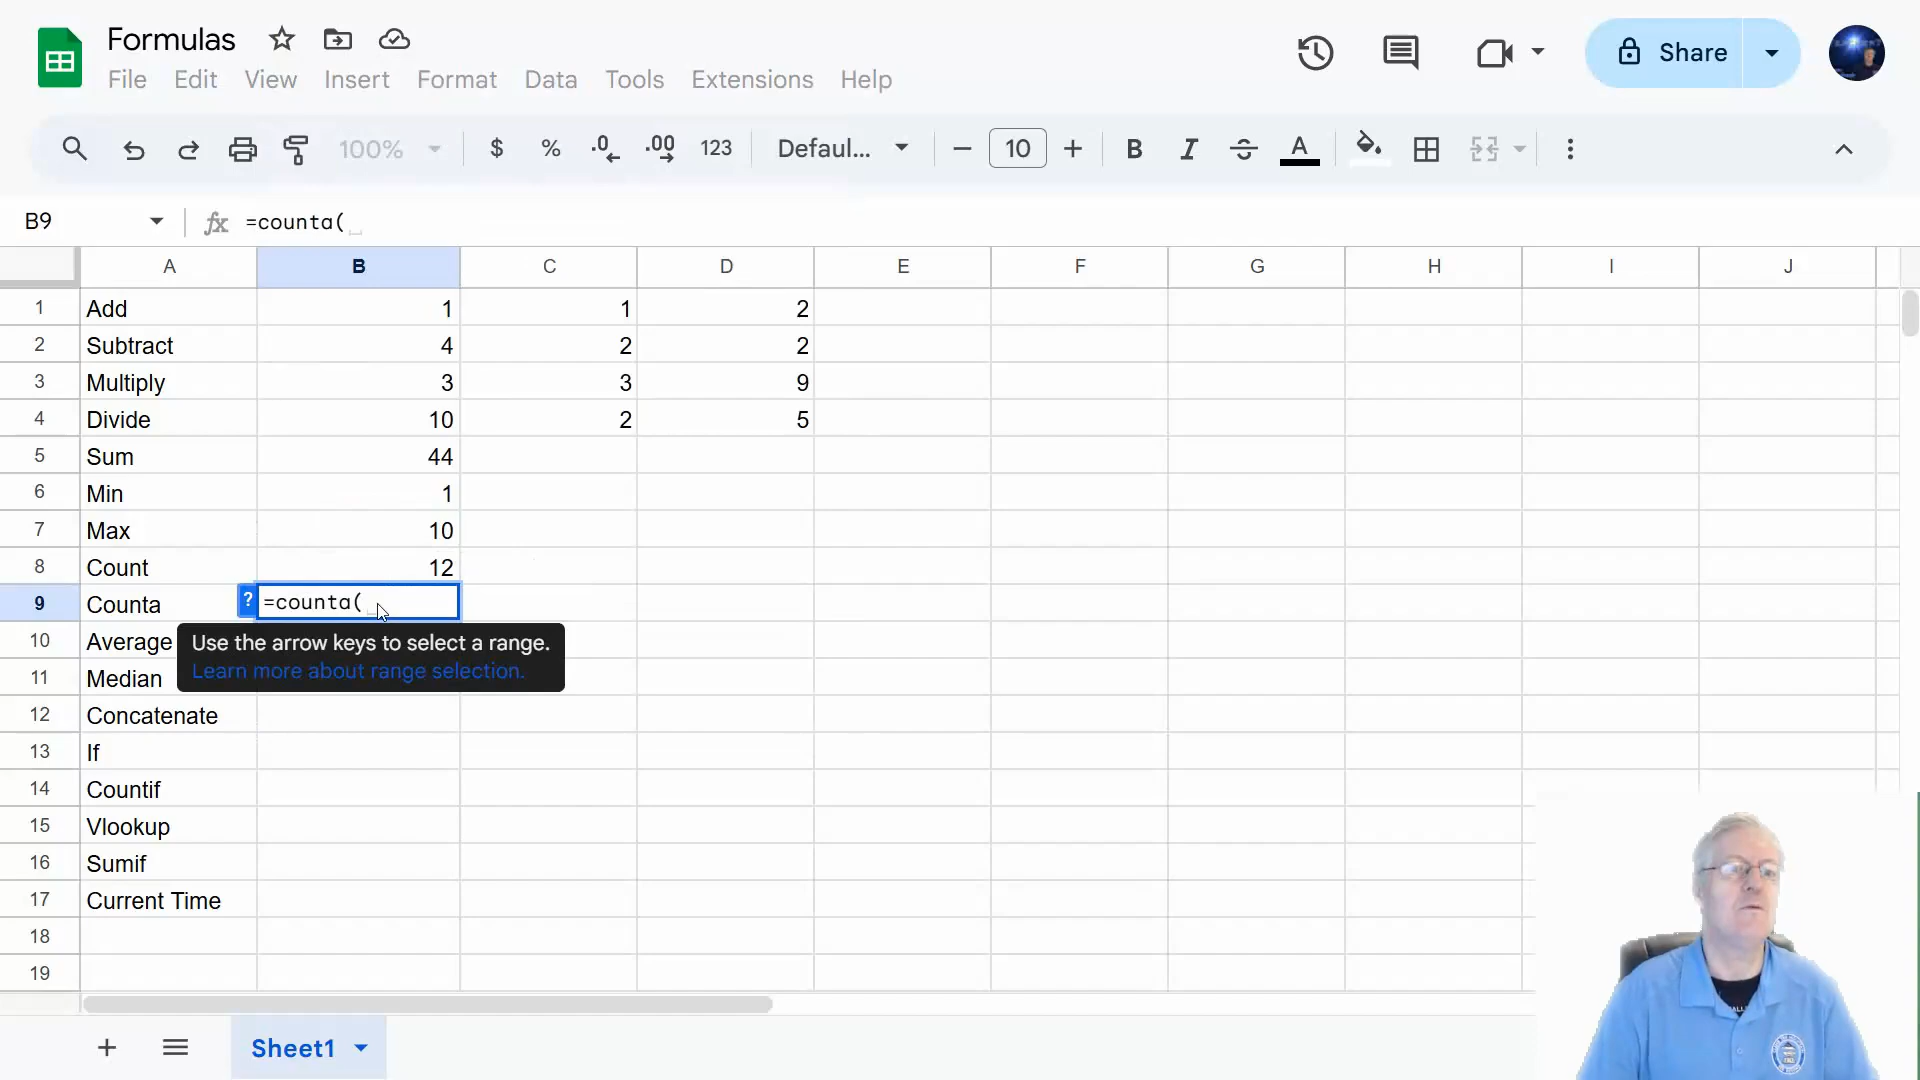 Formulas
File Edit View Insert Format Data Tools Extensions Help
Share
100% $ % .0 .00 123 Defaul... 10 B I A
B9 fx =counta(
A B C D E F G H I J
1 Add 1 1 2
2 Subtract 4 2 2
3 Multiply 3 3 9
4 Divide 10 2 5
5 Sum 44
6 Min 1
7 Max 10
8 Count 12
9 Counta ? =counta(
10 Average
Use the arrow keys to select a range.
Learn more about range selection.
11 Median
12 Concatenate
13 If
14 Countif
15 Vlookup
16 Sumif
17 Current Time
18
19
Sheet1